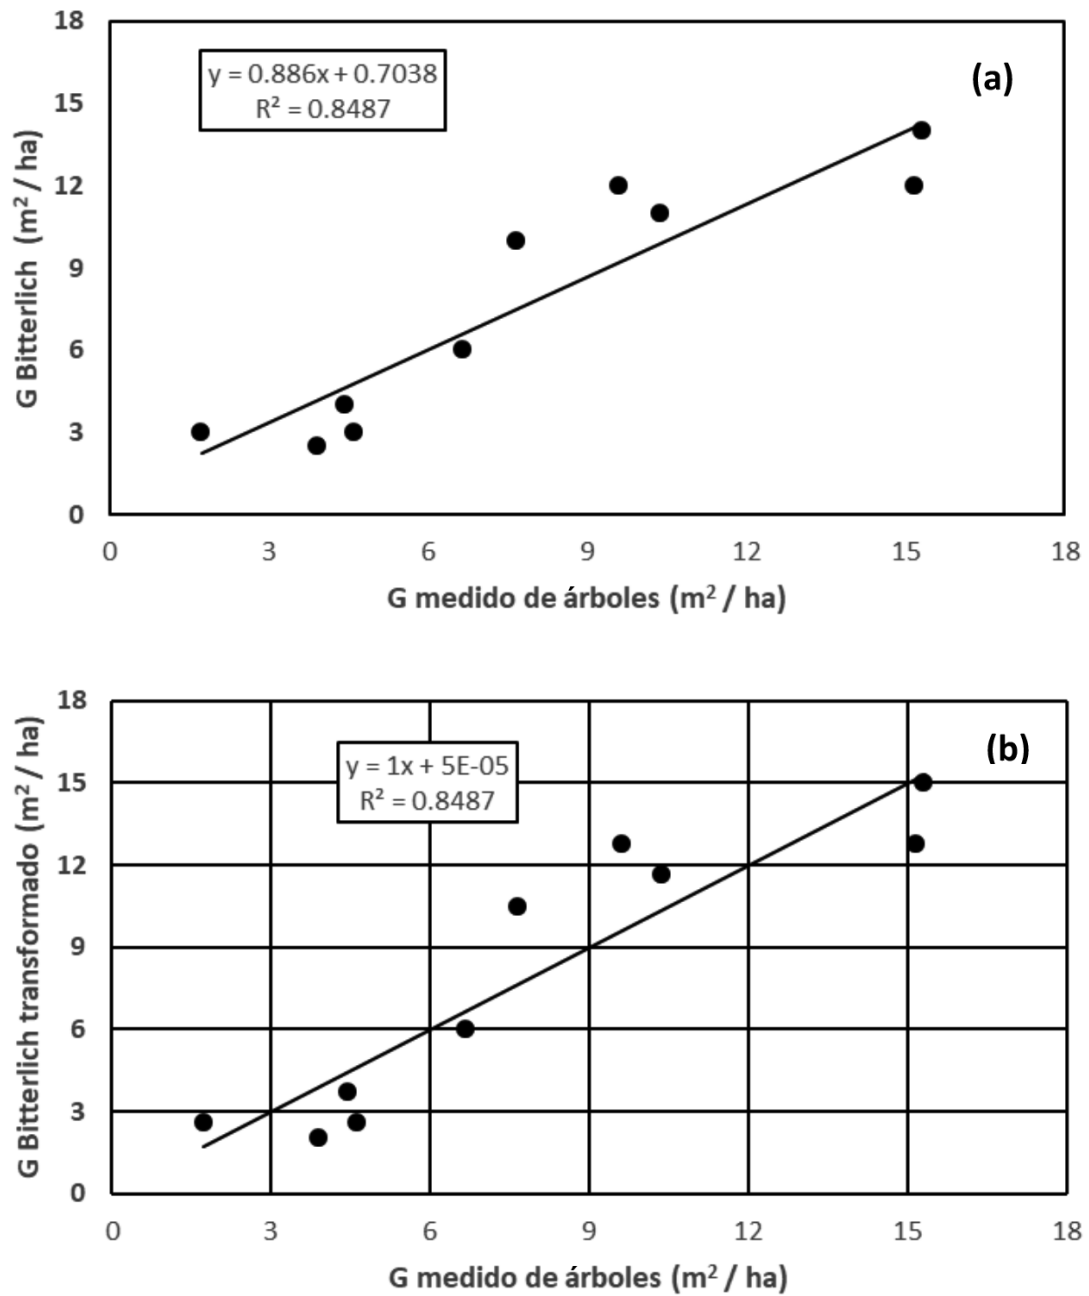 18
15
12
9
6
3
0
G Bitterlich (m² / ha)
y = 0.886x + 0.7038
R² = 0.8487
(a)
0 3 6 9 12 15 18
G medido de árboles (m² / ha)
18
15
12
9
6
3
0
G Bitterlich transformado (m² / ha)
y = 1x + 5E-05
R² = 0.8487
(b)
0 3 6 9 12 15 18
G medido de árboles (m² / ha)